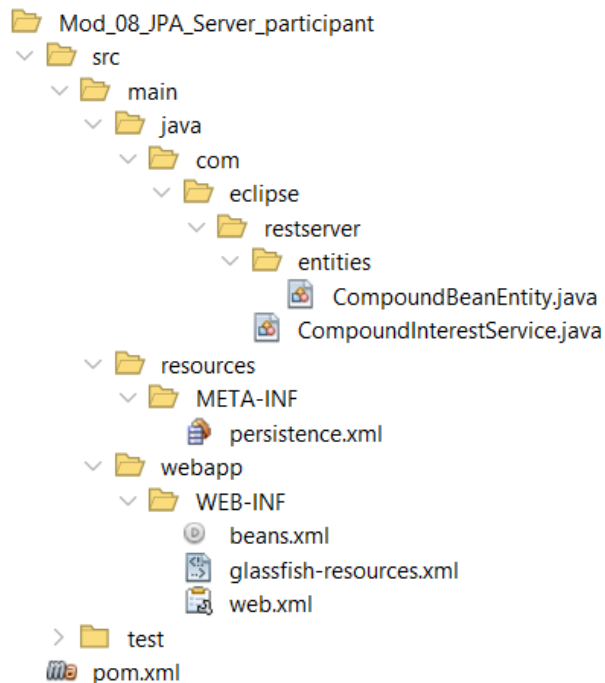 Mod_08_JPA_Server_participant
src
main
java
com
eclipse
restserver
entities
CompoundBeanEntity.java
CompoundInterestService.java
resources
META-INF
persistence.xml
webapp
WEB-INF
beans.xml
glassfish-resources.xml
web.xml
test
pom.xml